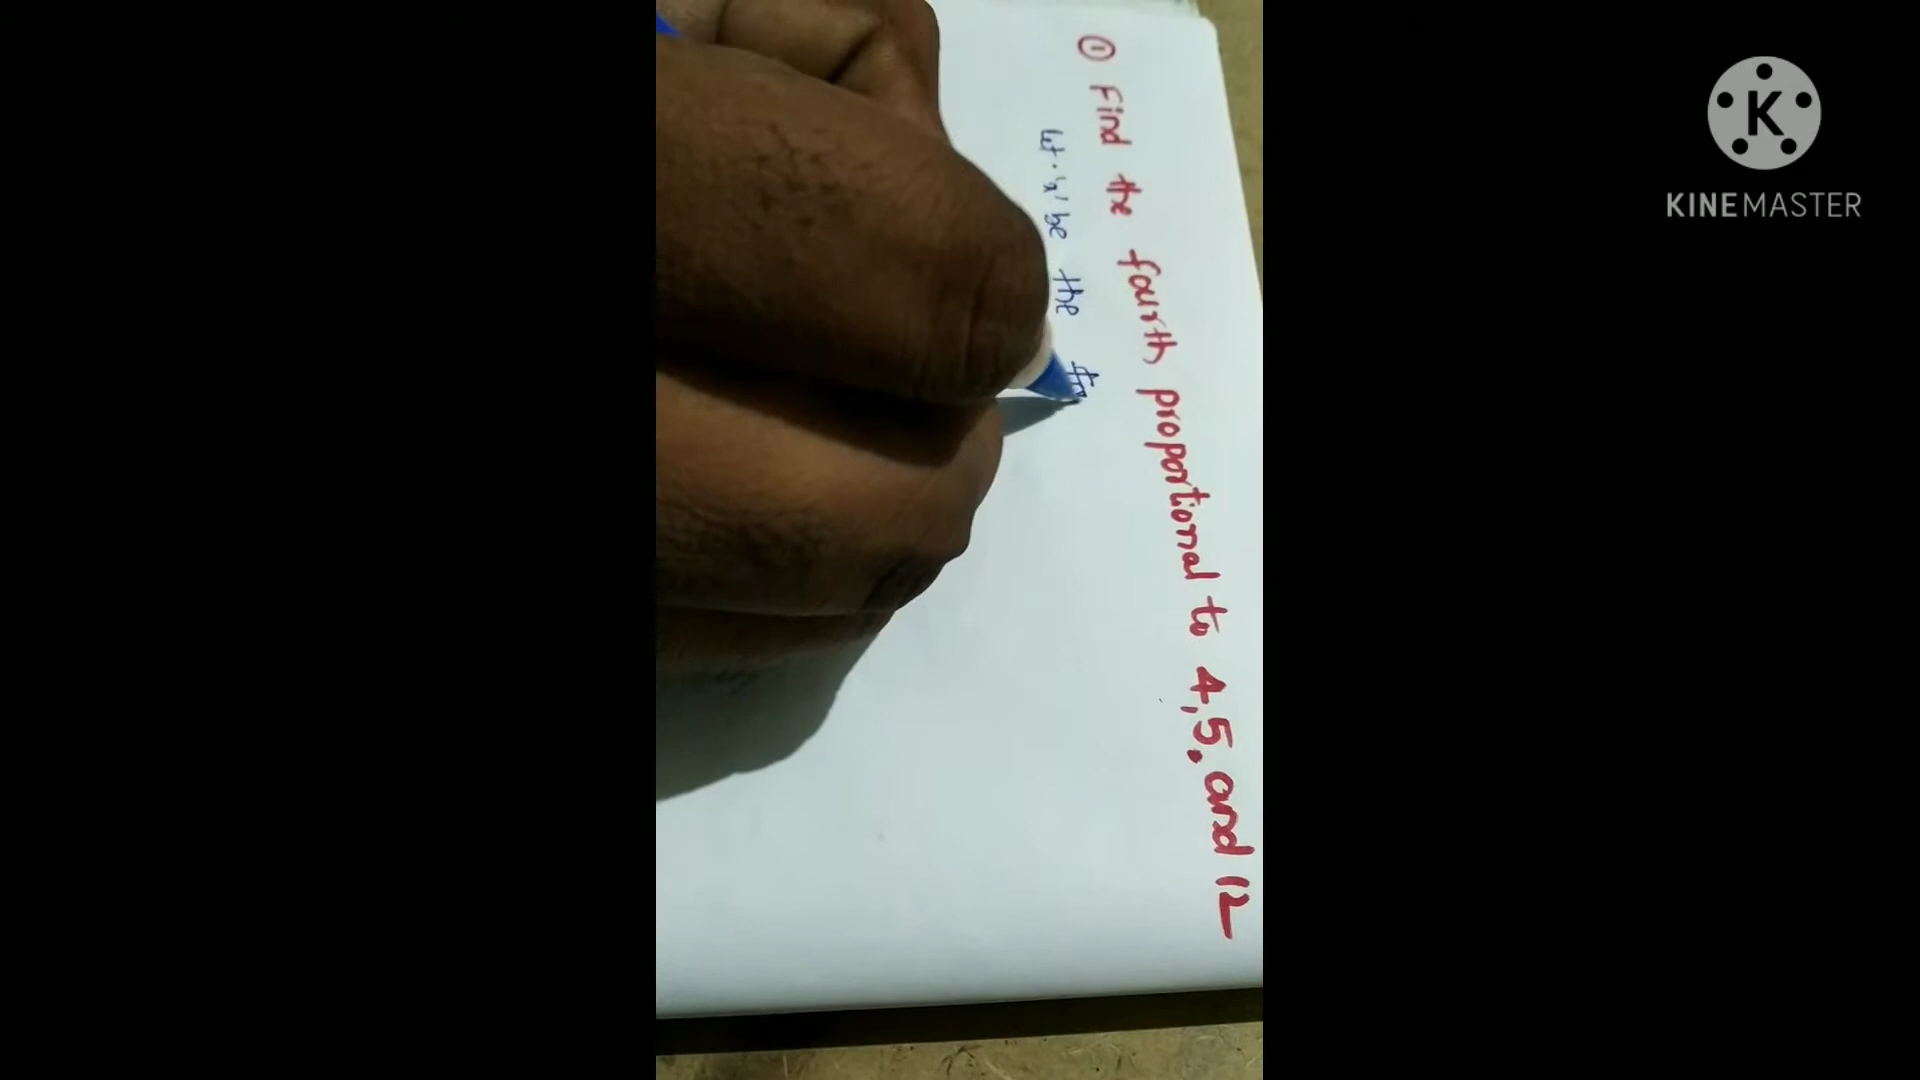 ① Find the fourth proportional to 4, 5. and 12
let. 'x' be the
K
KINEMASTER